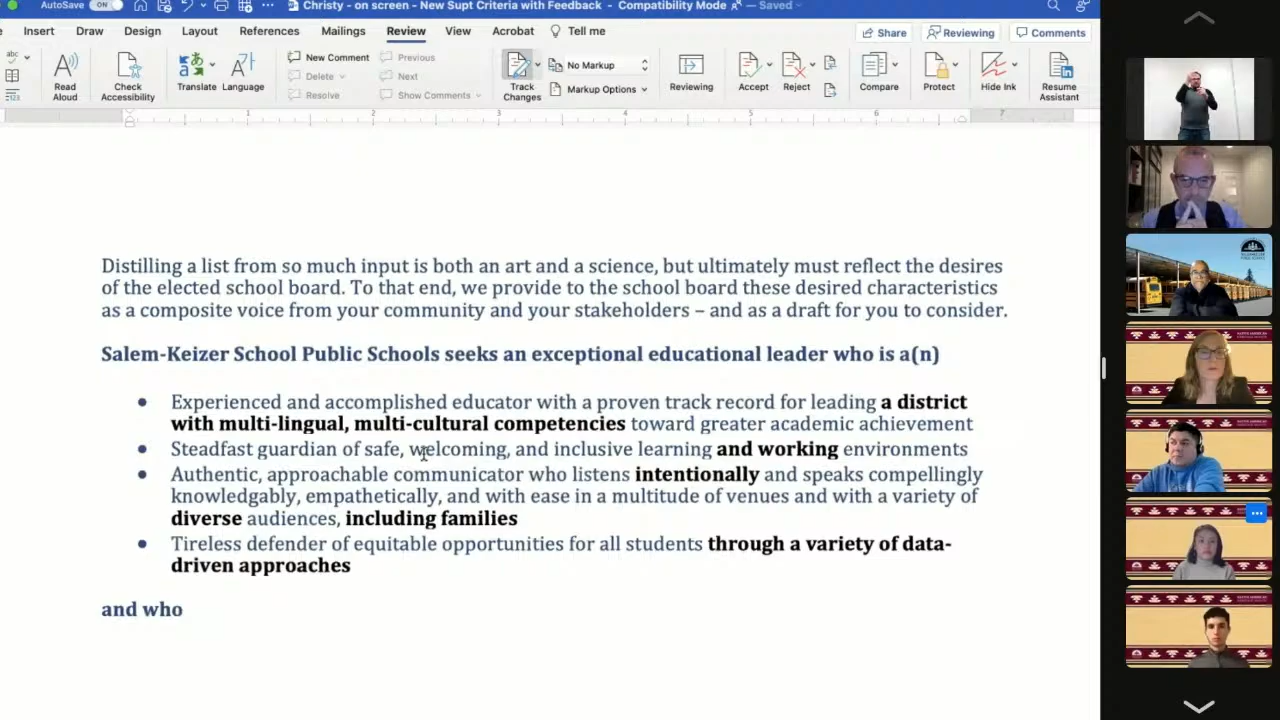 AutoSave ON Christy - on screen - New Supt Criteria with Feedback - Compatibility Mode — Saved
Insert Draw Design Layout References Mailings Review View Acrobat Tell me Share Reviewing Comments
abc Read Aloud Check Accessibility Translate Language New Comment Delete Resolve Previous Next Show Comments Track Changes No Markup Markup Options Reviewing Accept Reject Compare Protect Hide Ink Resume Assistant
1 2 3 4 5 6 7
Distilling a list from so much input is both an art and a science, but ultimately must reflect the desires
of the elected school board. To that end, we provide to the school board these desired characteristics
as a composite voice from your community and your stakeholders – and as a draft for you to consider.
Salem-Keizer School Public Schools seeks an exceptional educational leader who is a(n)
• Experienced and accomplished educator with a proven track record for leading a district
with multi-lingual, multi-cultural competencies toward greater academic achievement
• Steadfast guardian of safe, welcoming, and inclusive learning and working environments
• Authentic, approachable communicator who listens intentionally and speaks compellingly
knowledgably, empathetically, and with ease in a multitude of venues and with a variety of
diverse audiences, including families
• Tireless defender of equitable opportunities for all students through a variety of data-
driven approaches
and who